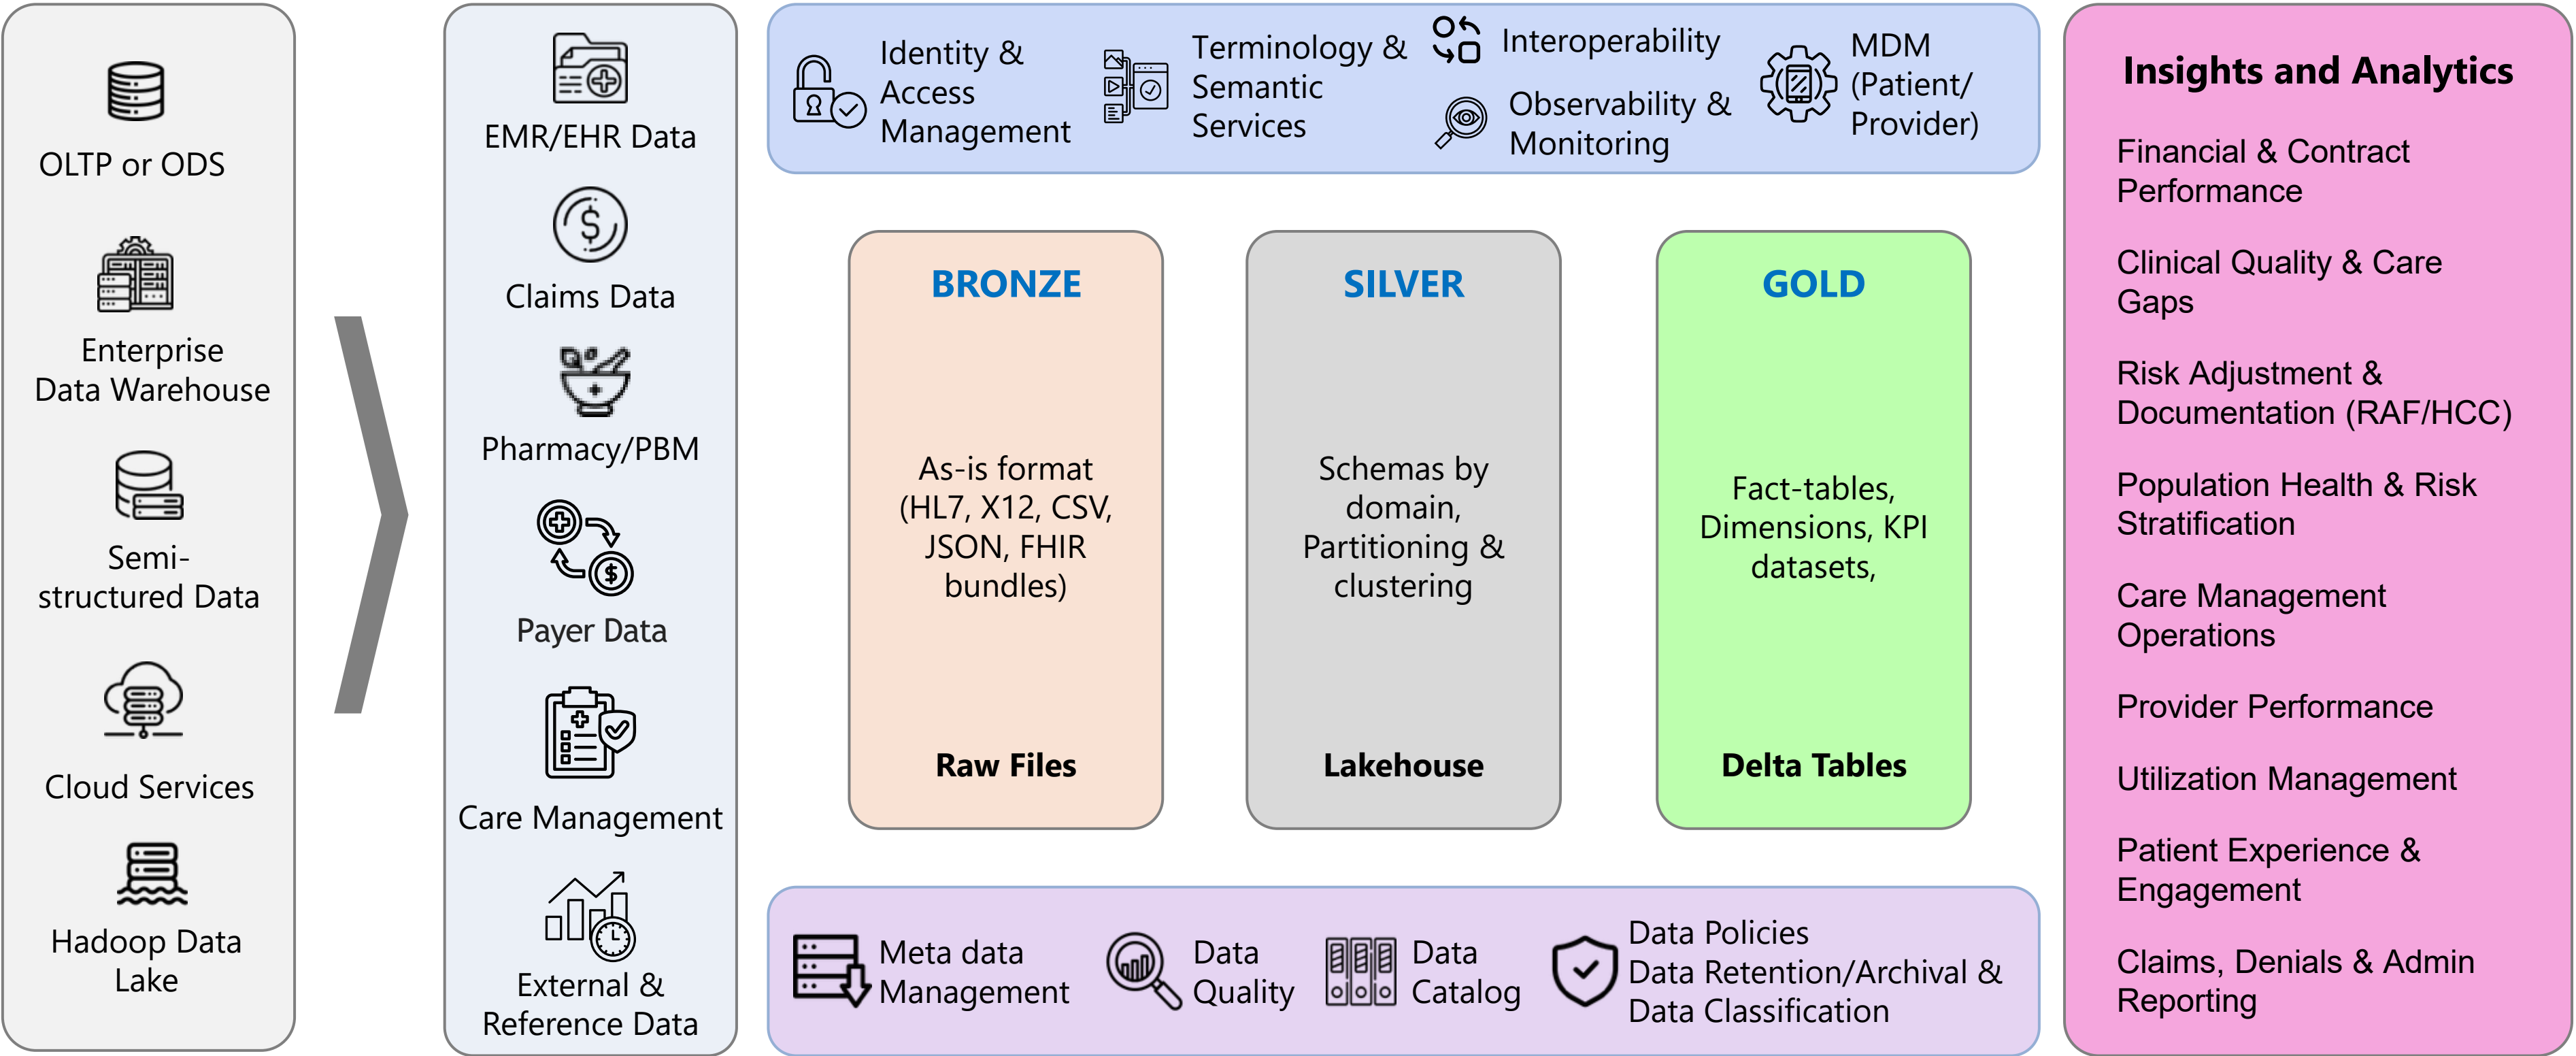 OLTP or ODS
Enterprise
Data Warehouse
Semi-
structured Data
Cloud Services
Hadoop Data
Lake
EMR/EHR Data
Claims Data
Pharmacy/PBM
Payer Data
Care Management
External &
Reference Data
Identity &
Access
Management
Terminology &
Semantic
Services
Interoperability
Observability &
Monitoring
MDM
(Patient/
Provider)
BRONZE
As-is format
(HL7, X12, CSV,
JSON, FHIR
bundles)
Raw Files
SILVER
Schemas by
domain,
Partitioning &
clustering
Lakehouse
GOLD
Fact-tables,
Dimensions, KPI
datasets,
Delta Tables
Meta data
Management
Data
Quality
Data
Catalog
Data Policies
Data Retention/Archival &
Data Classification
Insights and Analytics
Financial & Contract
Performance
Clinical Quality & Care
Gaps
Risk Adjustment &
Documentation (RAF/HCC)
Population Health & Risk
Stratification
Care Management
Operations
Provider Performance
Utilization Management
Patient Experience &
Engagement
Claims, Denials & Admin
Reporting